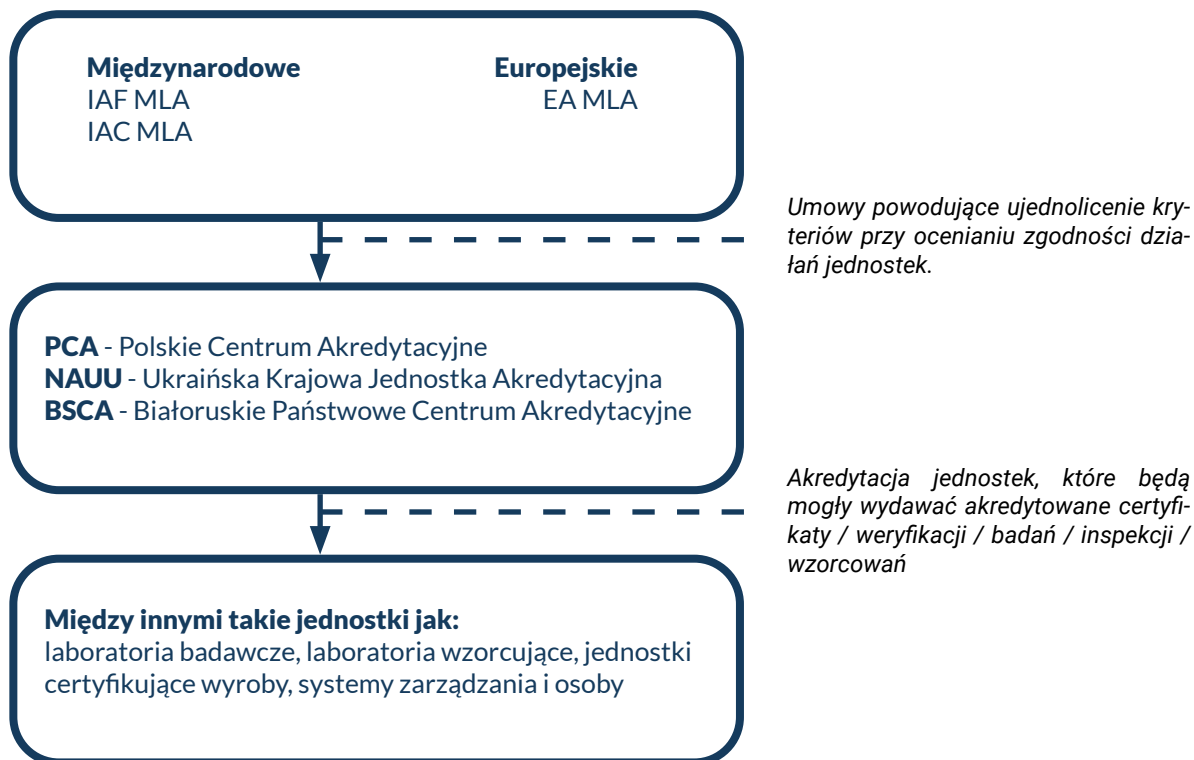 Międzynarodowe
IAF MLA
IAC MLA
Europejskie
EA MLA
Umowy powodujące ujednolicenie kry-
teriów przy ocenianiu zgodności dzia-
łań jednostek.
PCA - Polskie Centrum Akredytacyjne
NAUU - Ukraińska Krajowa Jednostka Akredytacyjna
BSCA - Białoruskie Państwowe Centrum Akredytacyjne
Akredytacja jednostek, które będą
mogły wydawać akredytowane certyfi-
katy / weryfikacji / badań / inspekcji /
wzorcowań
Między innymi takie jednostki jak:
laboratoria badawcze, laboratoria wzorcujące, jednostki
certyfikujące wyroby, systemy zarządzania i osoby